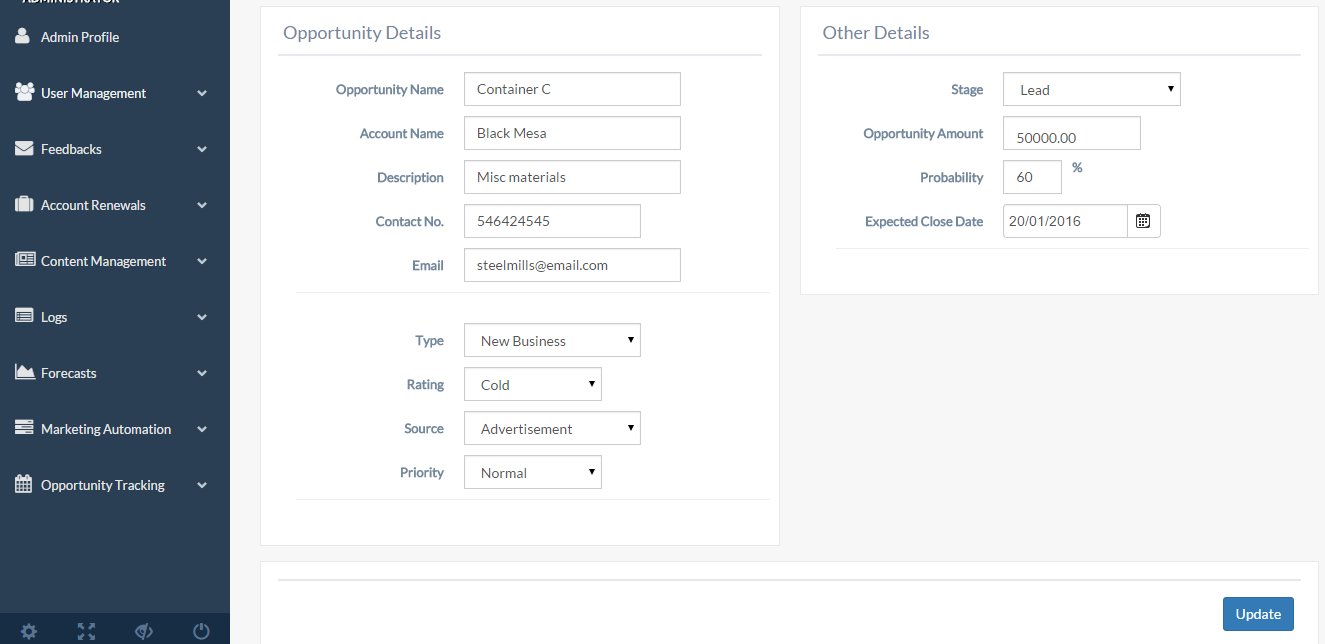 ADMINISTRATOR
Admin Profile
User Management
Feedbacks
Account Renewals
Content Management
Logs
Forecasts
Marketing Automation
Opportunity Tracking
Opportunity Details
Opportunity Name Container C
Account Name Black Mesa
Description Misc materials
Contact No. 546424545
Email steelmills@email.com
Type New Business
Rating Cold
Source Advertisement
Priority Normal
Other Details
Stage Lead
Opportunity Amount 50000.00
Probability 60 %
Expected Close Date 20/01/2016
Update